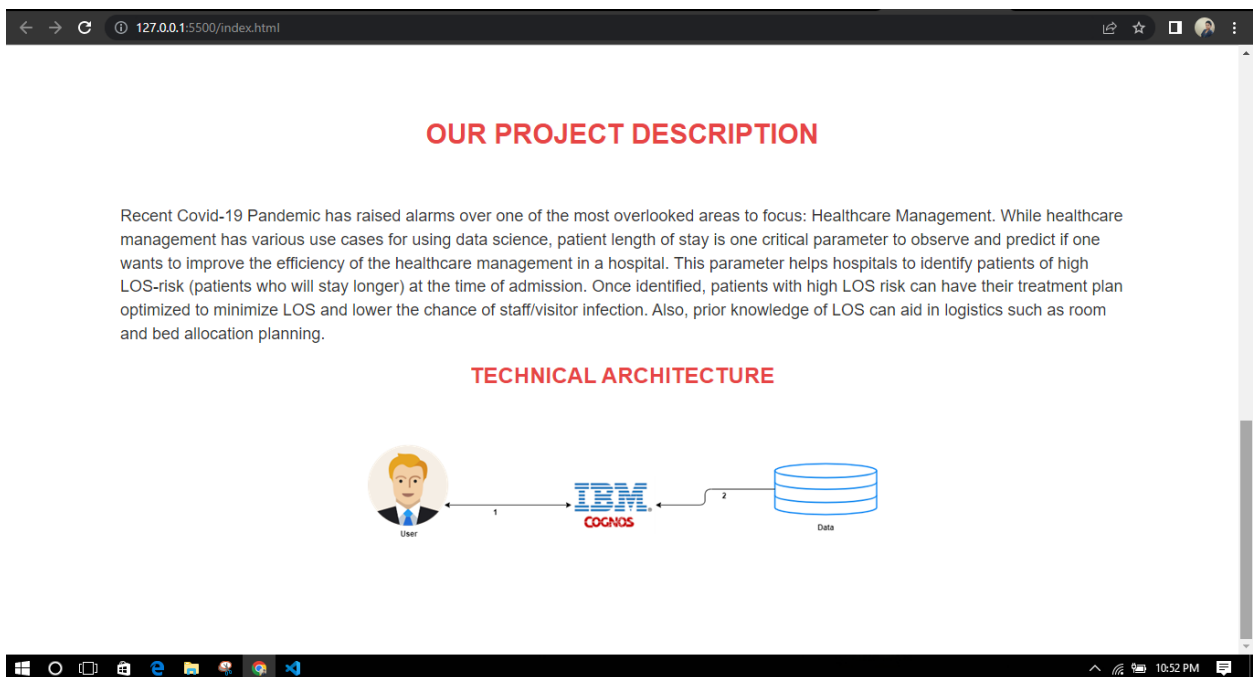 127.0.0.1:5500/index.html
OUR PROJECT DESCRIPTION
Recent Covid-19 Pandemic has raised alarms over one of the most overlooked areas to focus: Healthcare Management. While healthcare
management has various use cases for using data science, patient length of stay is one critical parameter to observe and predict if one
wants to improve the efficiency of the healthcare management in a hospital. This parameter helps hospitals to identify patients of high
LOS-risk (patients who will stay longer) at the time of admission. Once identified, patients with high LOS risk can have their treatment plan
optimized to minimize LOS and lower the chance of staff/visitor infection. Also, prior knowledge of LOS can aid in logistics such as room
and bed allocation planning.
TECHNICAL ARCHITECTURE
1
2
IBM®
COGNOS
User
Data
10:52 PM